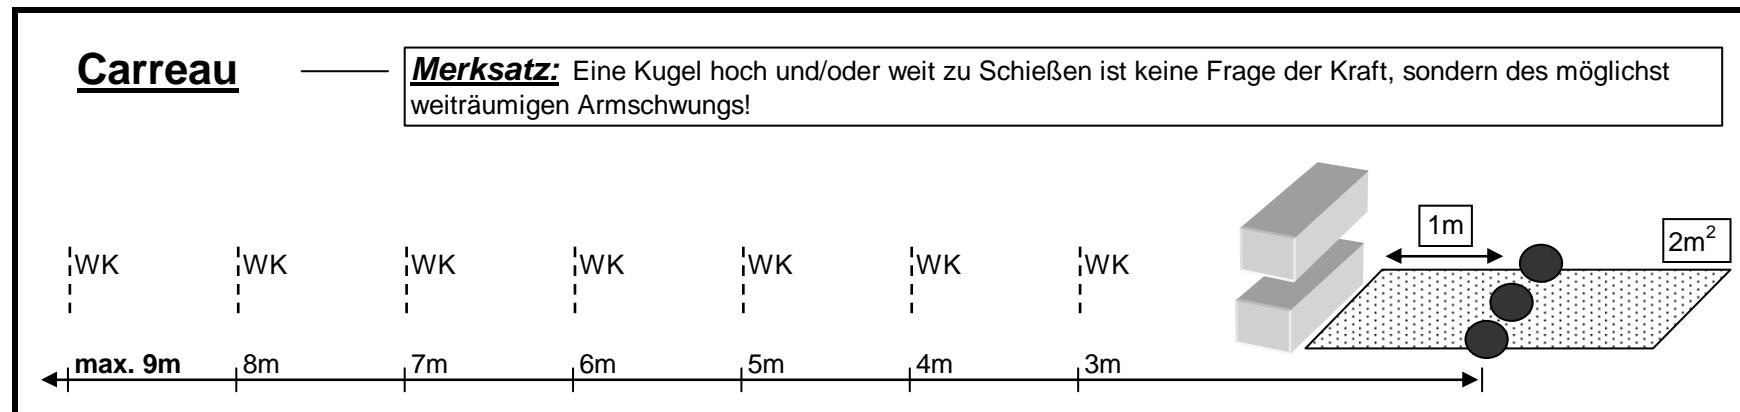 Carreau
Merksatz: Eine Kugel hoch und/oder weit zu Schießen ist keine Frage der Kraft, sondern des möglichst
weiträumigen Armschwungs!
1m
2m²
WK WK WK WK WK WK WK
max. 9m 8m 7m 6m 5m 4m 3m